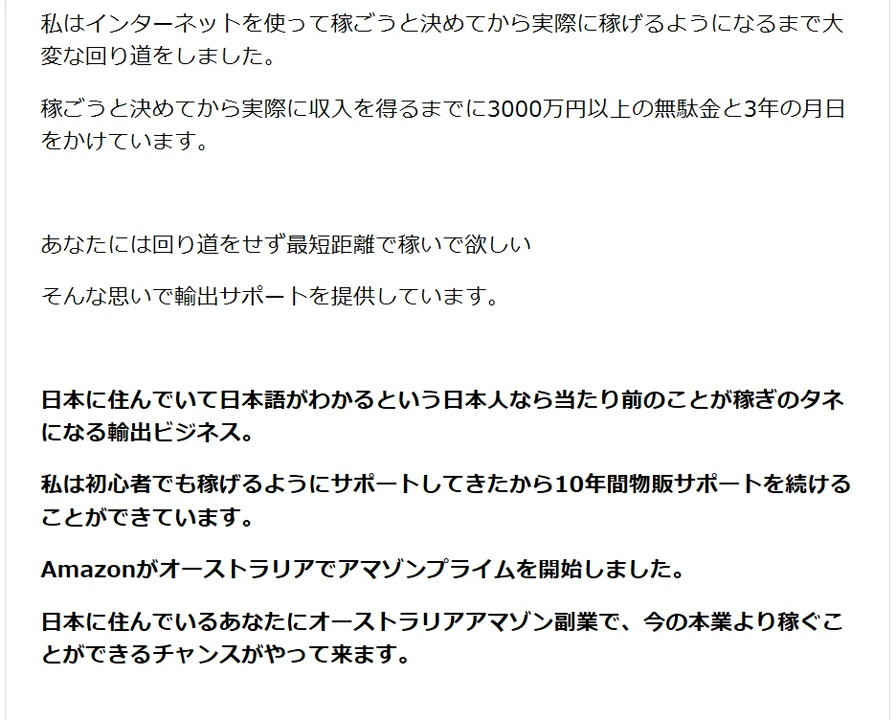 私はインターネットを使って稼ごうと決めてから実際に稼げるようになるまで大
変な回り道をしました。
稼ごうと決めてから実際に収入を得るまでに3000万円以上の無駄金と3年の月日
をかけています。
あなたには回り道をせず最短距離で稼いで欲しい
そんな思いで輸出サポートを提供しています。
日本に住んでいて日本語がわかるという日本人なら当たり前のことが稼ぎのタネ
になる輸出ビジネス。
私は初心者でも稼げるようにサポートしてきたから10年間物販サポートを続ける
ことができています。
Amazonがオーストラリアでアマゾンプライムを開始しました。
日本に住んでいるあなたにオーストラリアアマゾン副業で、今の本業より稼ぐこ
とができるチャンスがやって来ます。